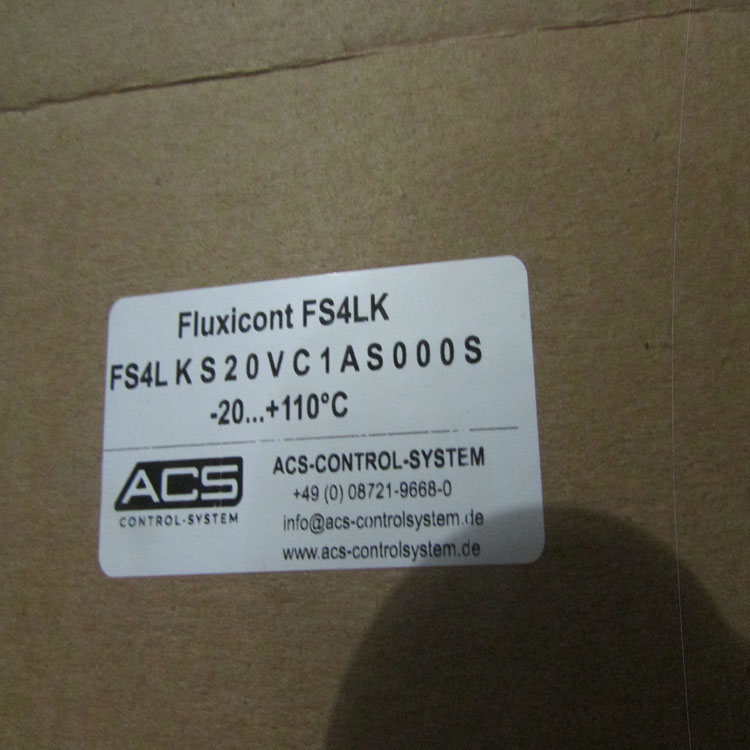 Fluxicont FS4LK
FS4L K S 2 0 V C 1 A S 0 0 0 S
-20...+110°C
ACS
CONTROL-SYSTEM
ACS-CONTROL-SYSTEM
+49 (0) 08721-9668-0
info@acs-controlsystem.de
www.acs-controlsystem.de